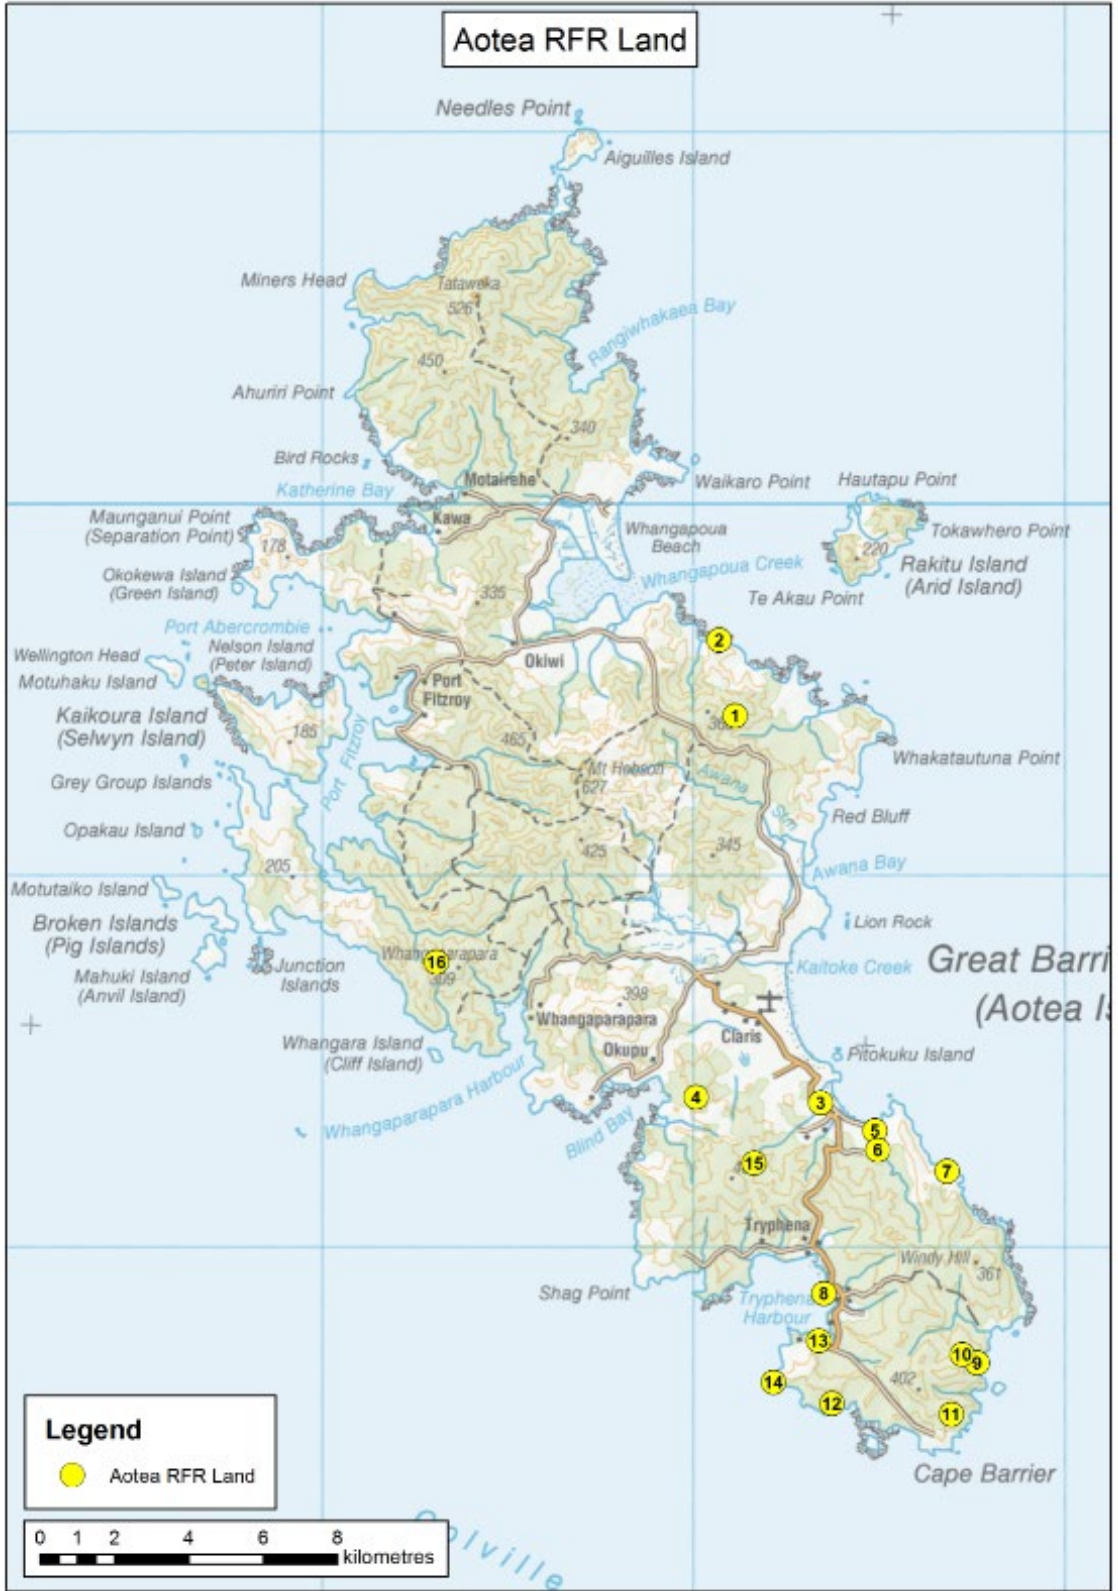 Aotea RFR Land
Needles Point
Aiguilles Island
Miners Head
Tataweka
526
Rangiwhakaea Bay
450
Ahuriri Point
340
Bird Rocks
Motairehe
Waikaro Point
Hautapu Point
Katherine Bay
Maunganui Point
(Separation Point)
Kawa
Whangapoua
Beach
Tokawhero Point
178
220
Rakitu Island
(Arid Island)
Okokewa Island
(Green Island)
Whangapoua Creek
335
Te Akau Point
Port Abercrombie
Nelson Island
(Peter Island)
2
Wellington Head
Okiwi
Motuhaku Island
Port
Fitzroy
Kaikoura Island
(Selwyn Island)
185
1
465
Whakatautuna Point
Port Fitzroy
Mt Hobson
627
Awana
Stm
Grey Group Islands
Red Bluff
Opakau Island
425
345
205
Awana Bay
Motutaiko Island
Broken Islands
(Pig Islands)
Lion Rock
16
309
Junction
Islands
Mahuki Island
(Anvil Island)
Kaitoke Creek
Great Barri
(Aotea Is
398
Whangaparapara
Claris
Whangara Island
(Cliff Island)
Okupu
Pitokuku Island
Whangaparapara Harbour
Blind Bay
4
3
5
6
15
7
Tryphena
Windy Hill
361
Shag Point
8
Tryphena
Harbour
13
10
9
14
402
12
11
Cape Barrier
Legend
Aotea RFR Land
0 1 2 4 6 8
kilometres